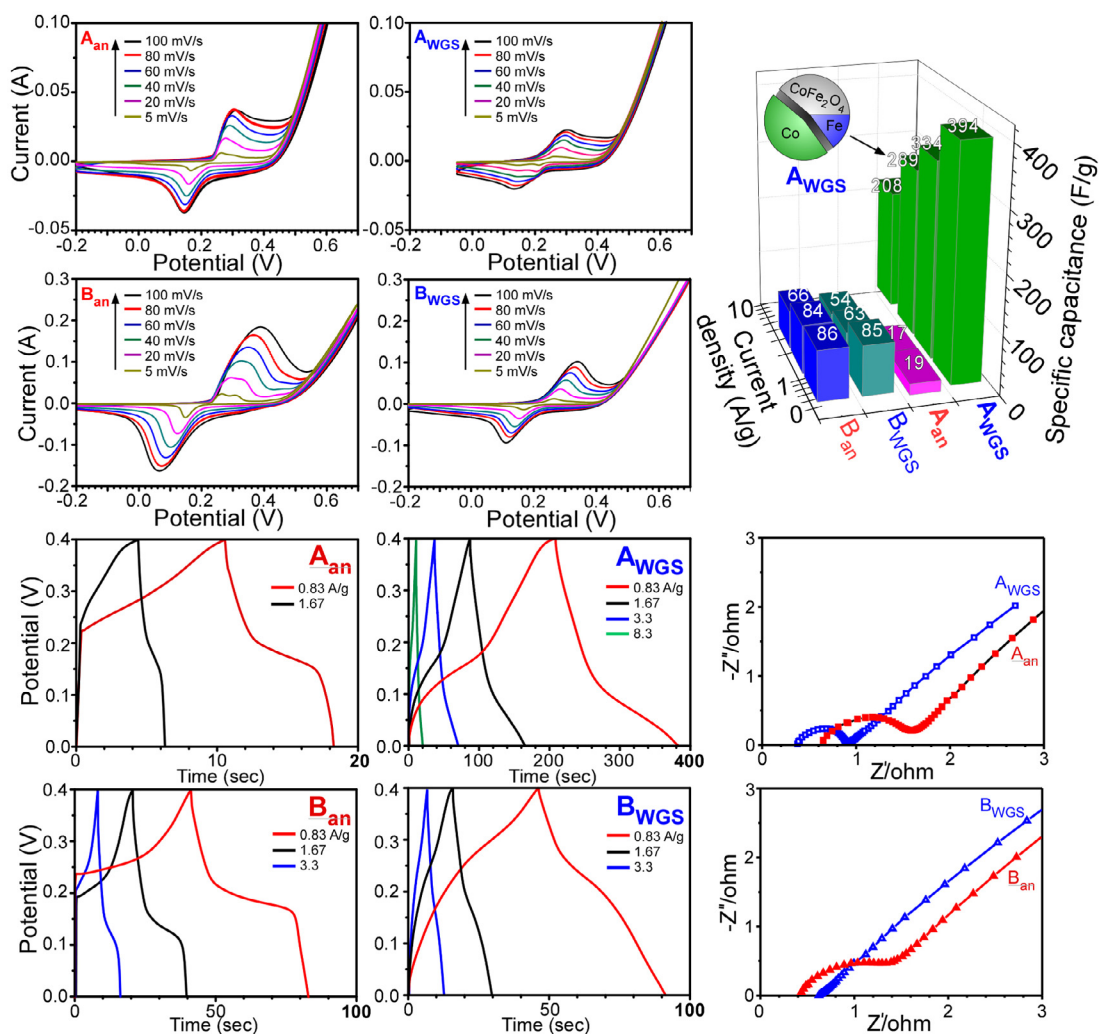 A_an
100 mV/s
80 mV/s
60 mV/s
40 mV/s
20 mV/s
5 mV/s
Current (A)
0.10
0.05
0.00
-0.05
-0.2 0.0 0.2 0.4 0.6
Potential (V)
A_WGS
100 mV/s
80 mV/s
60 mV/s
40 mV/s
20 mV/s
5 mV/s
0.10
0.05
0.00
-0.05
-0.2 0.0 0.2 0.4 0.6
Potential (V)
CoFe₂O₄
Fe
Co
A_WGS
208
289
334
394
66
84
86
54
63
85
17
19
10
1
0
Current density (A/g)
B_an
B_WGS
A_an
A_WGS
400
300
200
100
0
Specific capacitance (F/g)
B_an
100 mV/s
80 mV/s
60 mV/s
40 mV/s
20 mV/s
5 mV/s
Current (A)
0.3
0.2
0.1
0.0
-0.1
-0.2
-0.2 0.0 0.2 0.4 0.6
Potential (V)
B_WGS
100 mV/s
80 mV/s
60 mV/s
40 mV/s
20 mV/s
5 mV/s
0.3
0.2
0.1
0.0
-0.1
-0.2
-0.2 0.0 0.2 0.4 0.6
Potential (V)
A_an
0.83 A/g
1.67
Potential (V)
0.4
0.3
0.2
0.1
0.0
0 10 20
Time (sec)
A_WGS
0.83 A/g
1.67
3.3
8.3
0.4
0.3
0.2
0.1
0.0
0 100 200 300 400
Time (sec)
A_WGS
A_an
-Z"/ohm
3
2
1
0
0 1 2 3
Z'/ohm
B_an
0.83 A/g
1.67
3.3
Potential (V)
0.4
0.3
0.2
0.1
0.0
0 50 100
Time (sec)
B_WGS
0.83 A/g
1.67
3.3
0.4
0.3
0.2
0.1
0.0
0 50 100
Time (sec)
B_WGS
B_an
-Z"/ohm
3
2
1
0
0 1 2 3
Z'/ohm